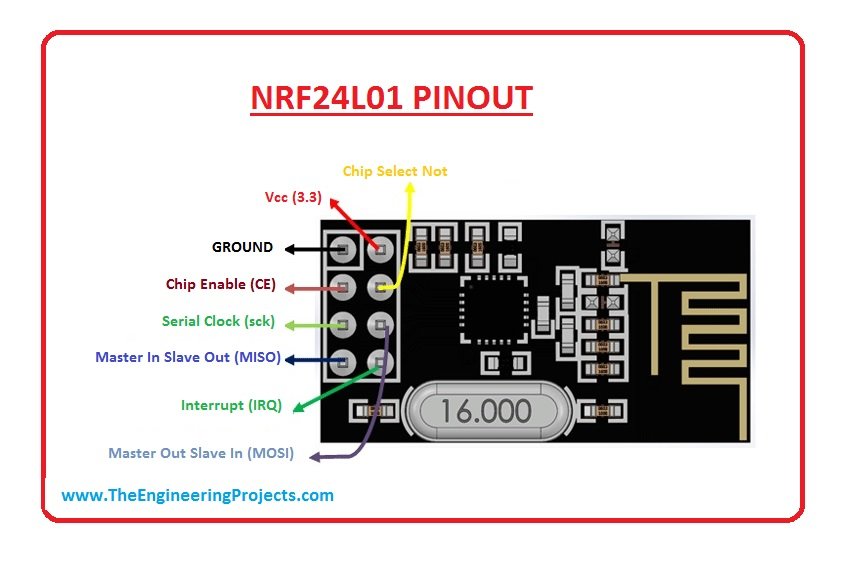 NRF24L01 PINOUT
Chip Select Not
Vcc (3.3)
GROUND
Chip Enable (CE)
Serial Clock (sck)
Master In Slave Out (MISO)
Interrupt (IRQ)
16.000
Master Out Slave In (MOSI)
www.TheEngineeringProjects.com